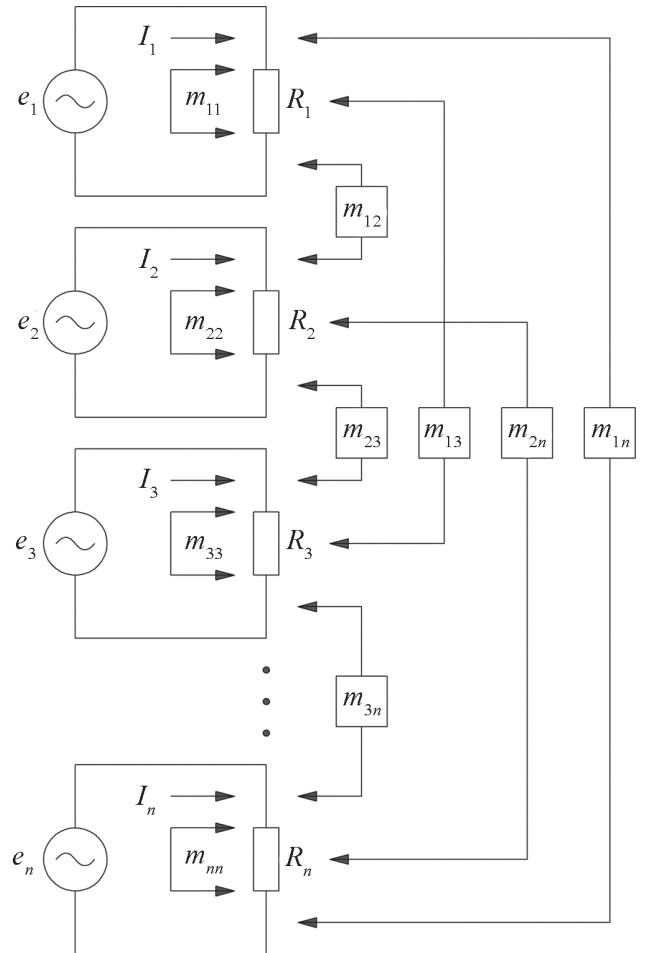 I₁
e₁ m₁₁ R₁
m₁₂
I₂
e₂ m₂₂ R₂
m₂₃ m₁₃ m₂ₙ m₁ₙ
I₃
e₃ m₃₃ R₃
m₃ₙ
Iₙ
eₙ mₙₙ Rₙ